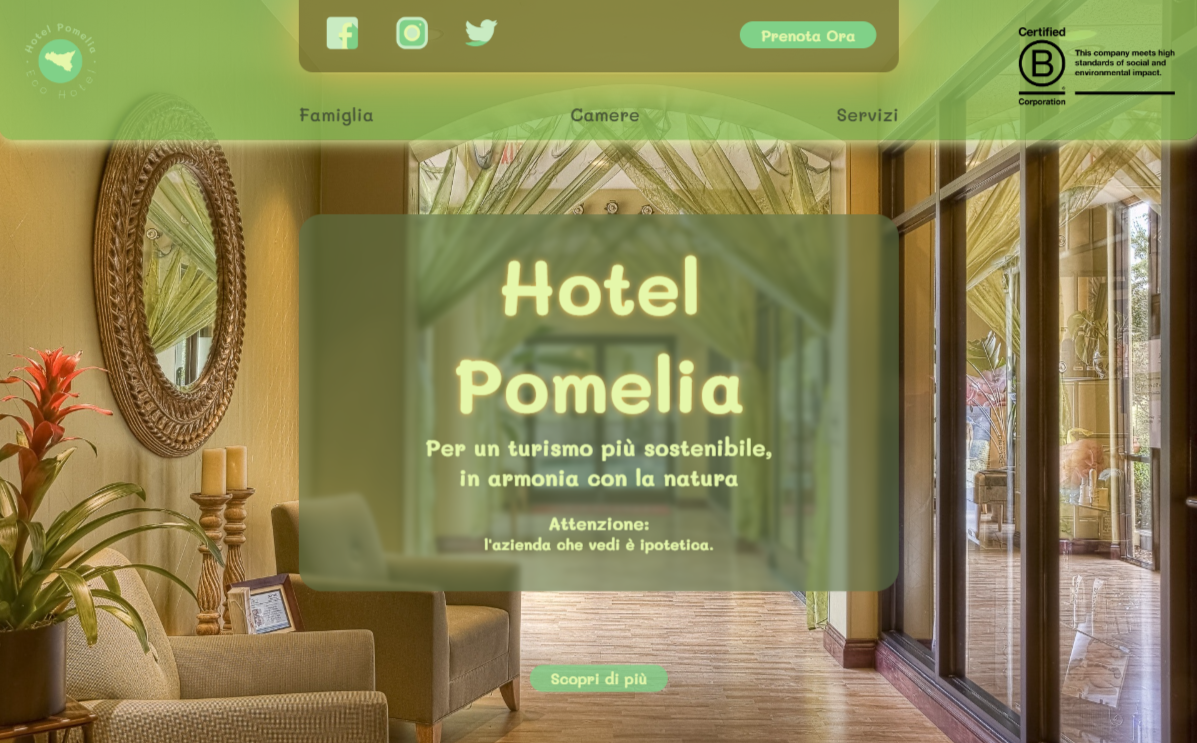 Hotel Pomelia
ECO HOTEL
Prenota Ora
Certified
B
Corporation
This company meets high
standards of social and
environmental impact.
Famiglia
Camere
Servizi
Hotel
Pomelia
Per un turismo più sostenibile,
in armonia con la natura
Attenzione:
l'azienda che vedi è ipotetica.
Scopri di più